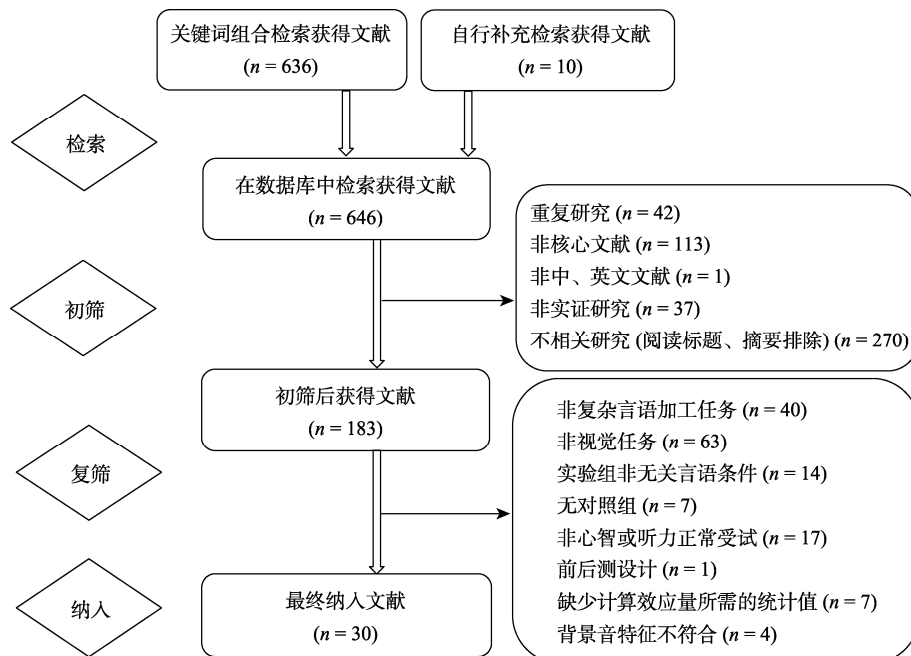 关键词组合检索获得文献
(n = 636)
自行补充检索获得文献
(n = 10)
检索
在数据库中检索获得文献
(n = 646)
重复研究 (n = 42)
非核心文献 (n = 113)
非中、英文文献 (n = 1)
非实证研究 (n = 37)
不相关研究 (阅读标题、摘要排除) (n = 270)
初筛
初筛后获得文献
(n = 183)
非复杂言语加工任务 (n = 40)
非视觉任务 (n = 63)
实验组非无关言语条件 (n = 14)
无对照组 (n = 7)
非心智或听力正常受试 (n = 17)
前后测设计 (n = 1)
缺少计算效应量所需的统计值 (n = 7)
背景音特征不符合 (n = 4)
复筛
纳入
最终纳入文献
(n = 30)